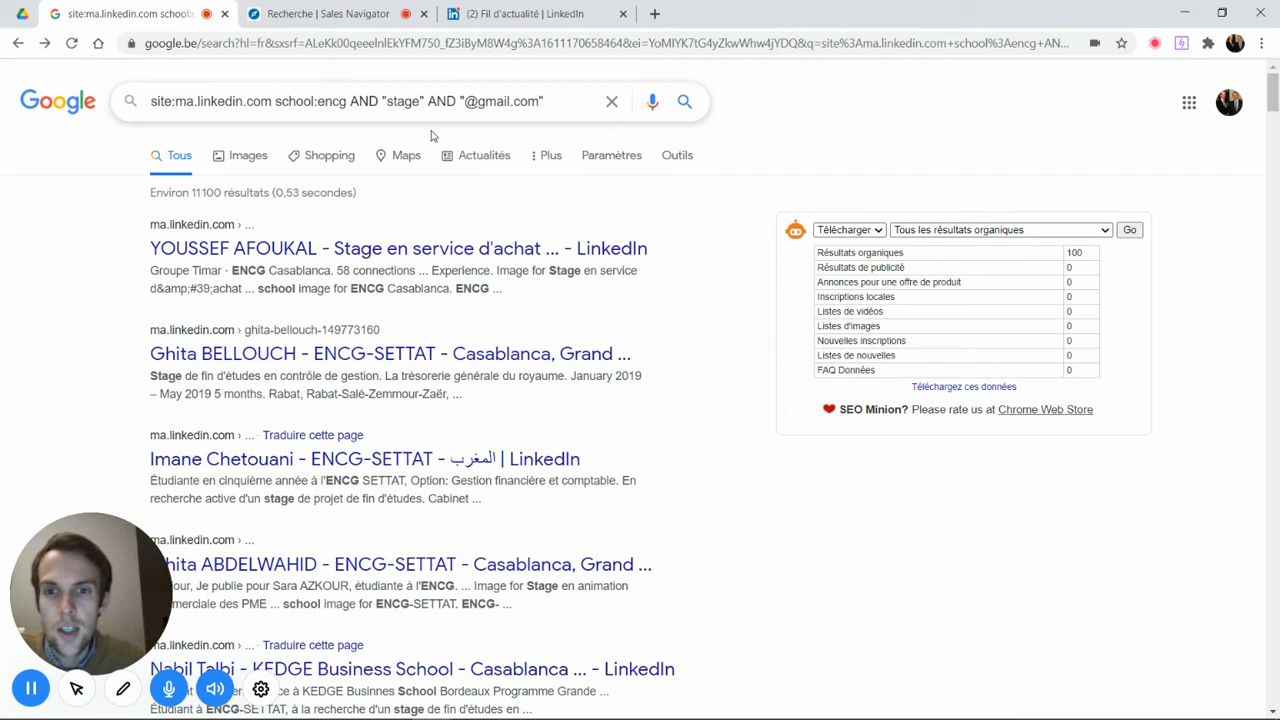 site:ma.linkedin.com school:
Recherche | Sales Navigator
(2) Fil d'actualité | LinkedIn
google.be/search?hl=fr&sxsrf=ALeKk00qeeelnlEkYFM750_fZ3iByM8W4g%3A1611170658464&ei=YoMIYK7tG4yZkwWhw4jYDQ&q=site%3Ama.linkedin.com+school%3Aencg+AN...
Google
site:ma.linkedin.com school:encg AND "stage" AND "@gmail.com"
Tous Images Shopping Maps Actualités Plus Paramètres Outils
Environ 11 100 résultats (0,53 secondes)
ma.linkedin.com › ...
YOUSSEF AFOUKAL - Stage en service d'achat ... - LinkedIn
Groupe Timar · ENCG Casablanca. 58 connections ... Experience. Image for Stage en service
d&amp;#39;achat ... school image for ENCG Casablanca. ENCG ...
ma.linkedin.com › ghita-bellouch-149773160
Ghita BELLOUCH - ENCG-SETTAT - Casablanca, Grand ...
Stage de fin d'études en contrôle de gestion. La trésorerie générale du royaume. January 2019
– May 2019 5 months. Rabat, Rabat-Salé-Zemmour-Zaër, ...
ma.linkedin.com › ... · Traduire cette page
Imane Chetouani - ENCG-SETTAT - المغرب | LinkedIn
Étudiante en cinquième année à l'ENCG SETTAT, Option: Gestion financière et comptable. En
recherche active d'un stage de projet de fin d'études. Cabinet ...
ma.linkedin.com › ...
hita ABDELWAHID - ENCG-SETTAT - Casablanca, Grand ...
our, Je publie pour Sara AZKOUR, étudiante à l'ENCG. ... Image for Stage en animation
merciale des PME ... school image for ENCG-SETTAT. ENCG- ...
ma.linkedin.com › ... · Traduire cette page
Nabil Talbi - KEDGE Business School - Casablanca ... - LinkedIn
e à KEDGE Businnes School Bordeaux Programme Grande ...
Étudiant à ENCG-SETTAT, à la recherche d'un stage de fin d'études en ...
Télécharger Tous les résultats organiques Go
Résultats organiques 100
Résultats de publicité 0
Annonces pour une offre de produit 0
Inscriptions locales 0
Listes de vidéos 0
Listes d'images 0
Nouvelles inscriptions 0
Listes de nouvelles 0
FAQ Données 0
Téléchargez ces données
SEO Minion? Please rate us at Chrome Web Store